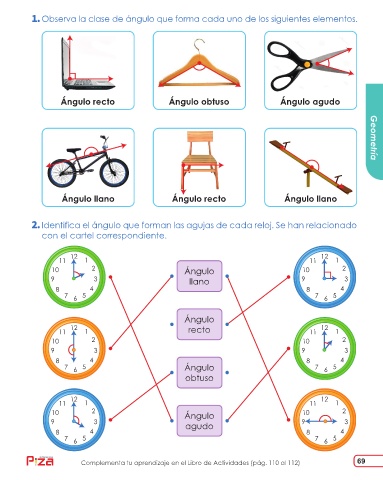 1. Observa la clase de ángulo que forma cada uno de los siguientes elementos.
Ángulo recto
Ángulo obtuso
Ángulo agudo
Geometría
Ángulo llano
Ángulo recto
Ángulo llano
2. Identifica el ángulo que forman las agujas de cada reloj. Se han relacionado
con el cartel correspondiente.
12 1 2 3 4 5 6 7 8 9 10 11
Ángulo
llano
12 1 2 3 4 5 6 7 8 9 10 11
12 1 2 3 4 5 6 7 8 9 10 11
Ángulo
recto
12 1 2 3 4 5 6 7 8 9 10 11
Ángulo
obtuso
12 1 2 3 4 5 6 7 8 9 10 11
Ángulo
agudo
12 1 2 3 4 5 6 7 8 9 10 11
Complementa tu aprendizaje en el Libro de Actividades (pág. 110 al 112)
69